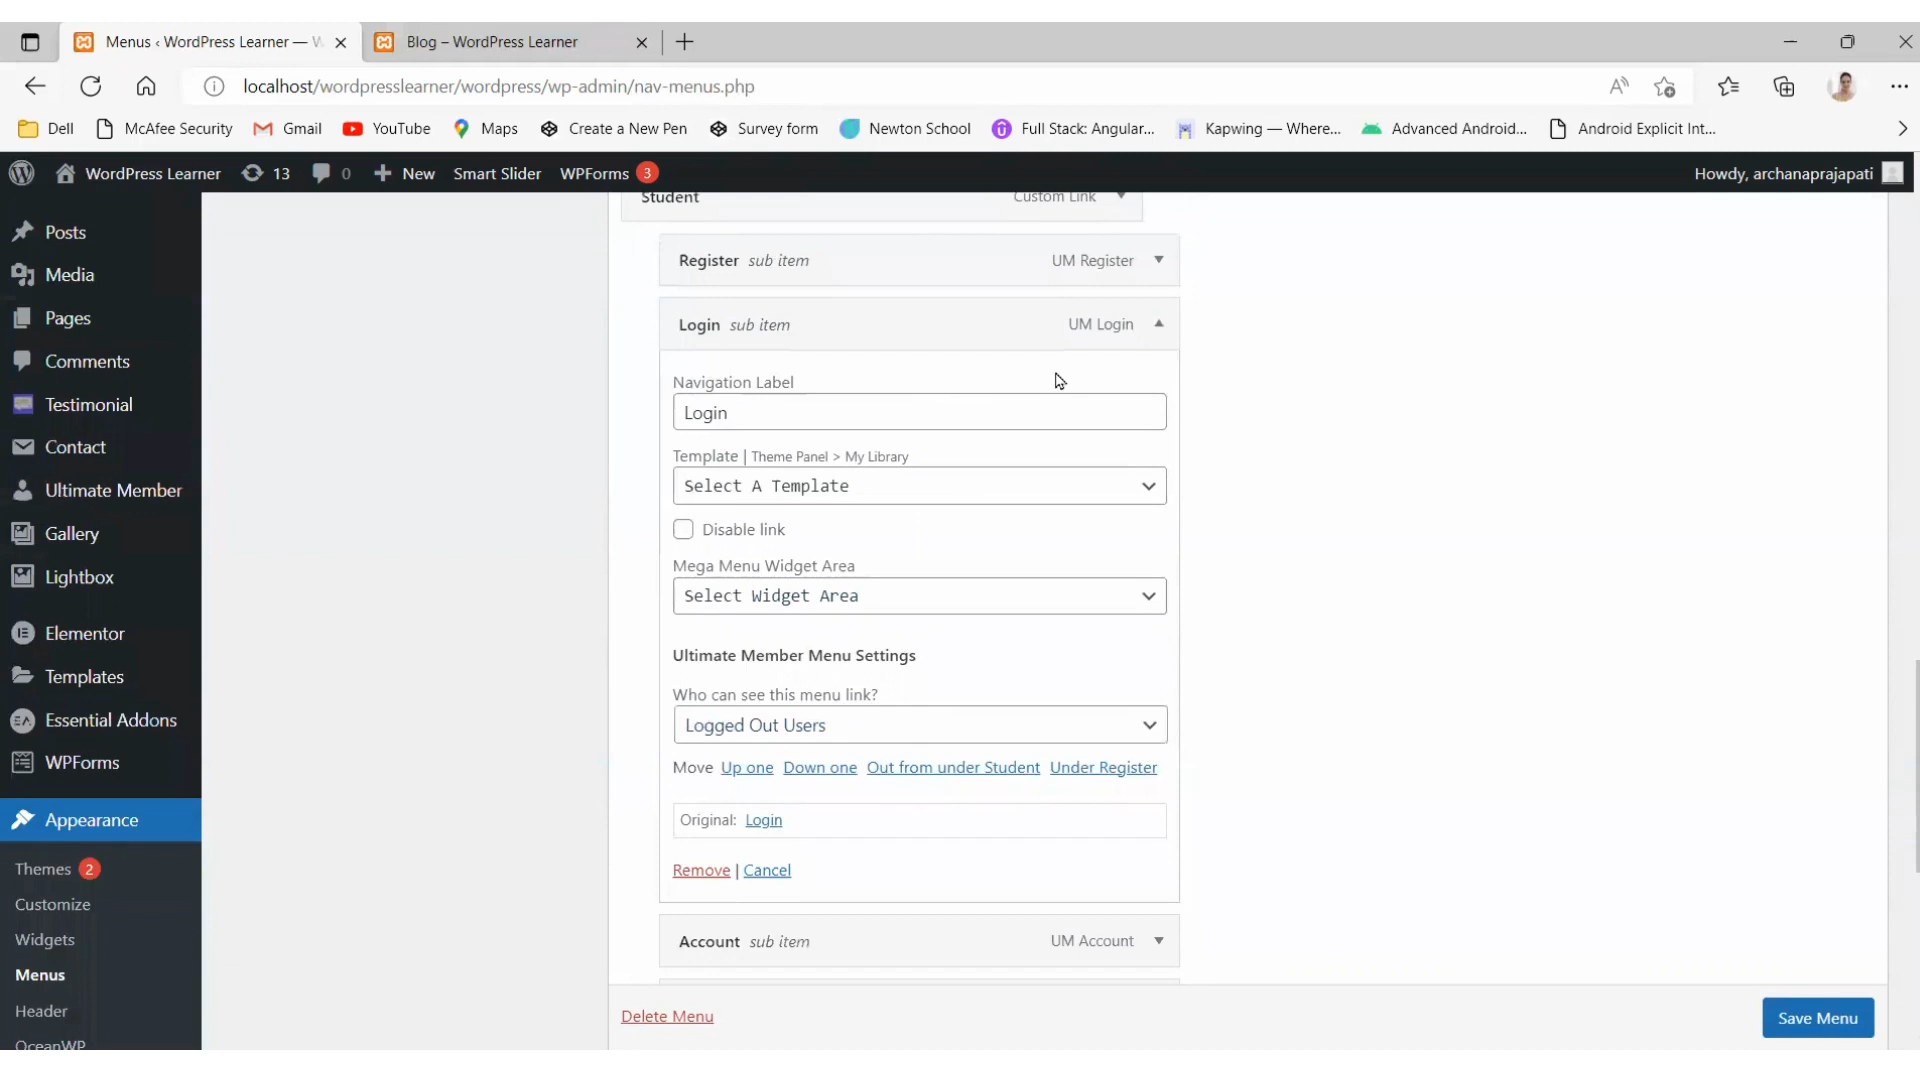 Menus ‹ WordPress Learner — W
Blog – WordPress Learner
localhost/wordpresslearner/wordpress/wp-admin/nav-menus.php
Dell McAfee Security Gmail YouTube Maps Create a New Pen Survey form Newton School Full Stack: Angular... Kapwing — Where... Advanced Android... Android Explicit Int...
WordPress Learner 13 0 New Smart Slider WPForms 3 Howdy, archanaprajapati
Posts
Media
Pages
Comments
Testimonial
Contact
Ultimate Member
Gallery
Lightbox
Elementor
Templates
Essential Addons
WPForms
Appearance
Themes 2
Customize
Widgets
Menus
Header
OceanWP
Student Custom Link
Register sub item UM Register
Login sub item UM Login
Navigation Label
Login
Template | Theme Panel > My Library
Select A Template
Disable link
Mega Menu Widget Area
Select Widget Area
Ultimate Member Menu Settings
Who can see this menu link?
Logged Out Users
Move Up one Down one Out from under Student Under Register
Original: Login
Remove | Cancel
Account sub item UM Account
Delete Menu
Save Menu